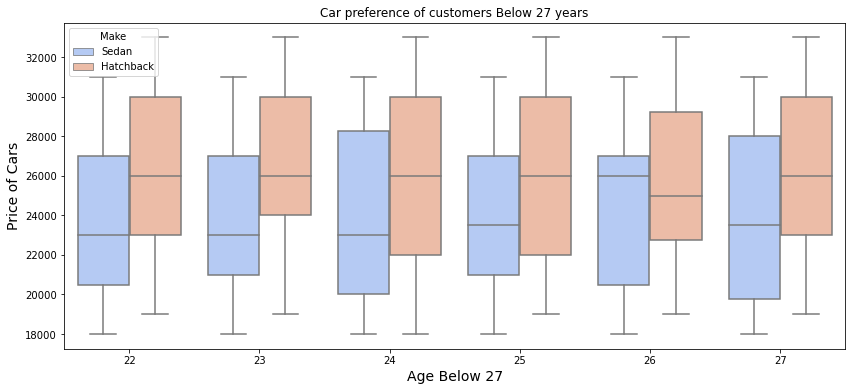 Car preference of customers Below 27 years
Make
Sedan
Hatchback
Price of Cars
32000
30000
28000
26000
24000
22000
20000
18000
22 23 24 25 26 27
Age Below 27